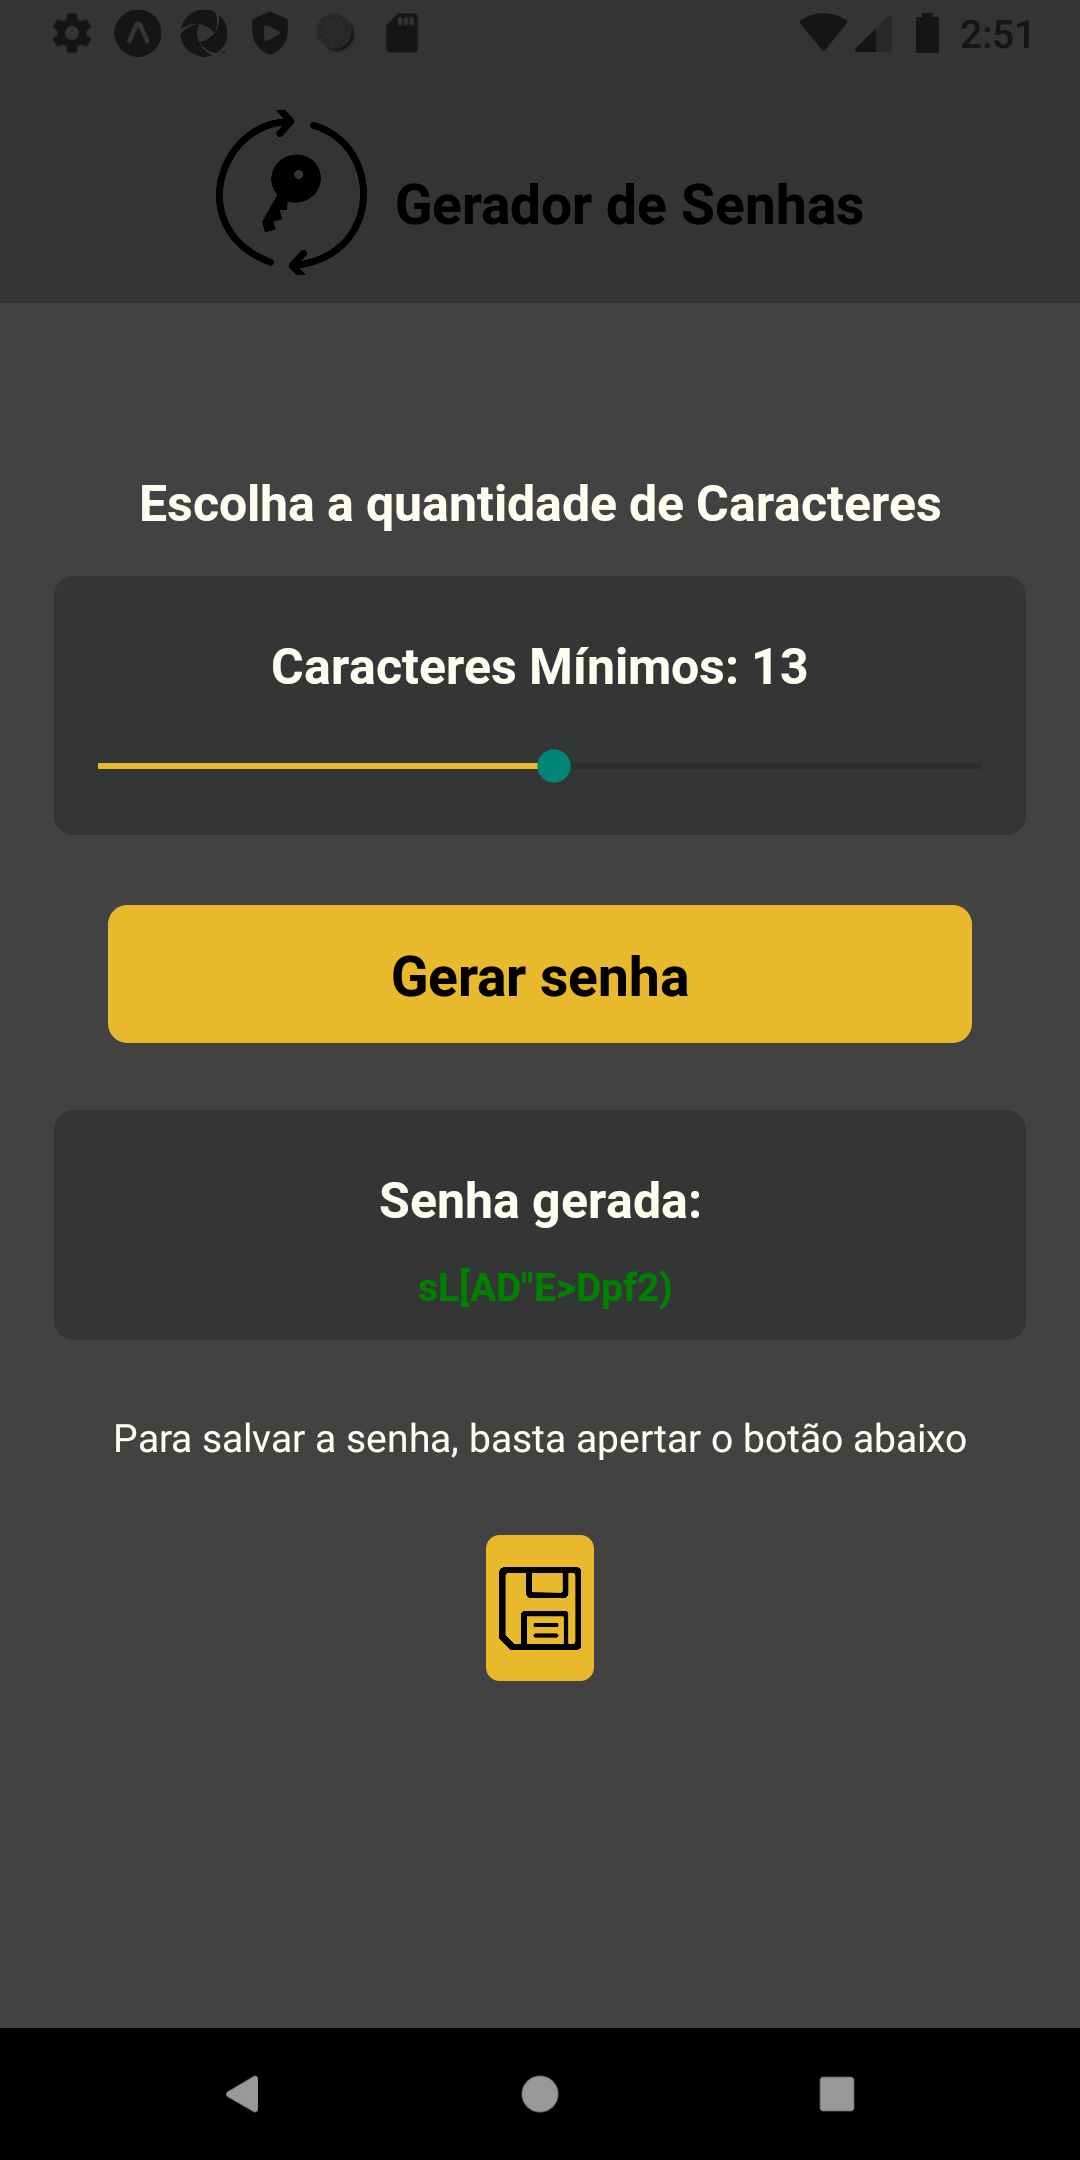 2:51
Gerador de Senhas
Escolha a quantidade de Caracteres
Caracteres Mínimos: 13
Gerar senha
Senha gerada:
sL[AD"E>Dpf2)
Para salvar a senha, basta apertar o botão abaixo